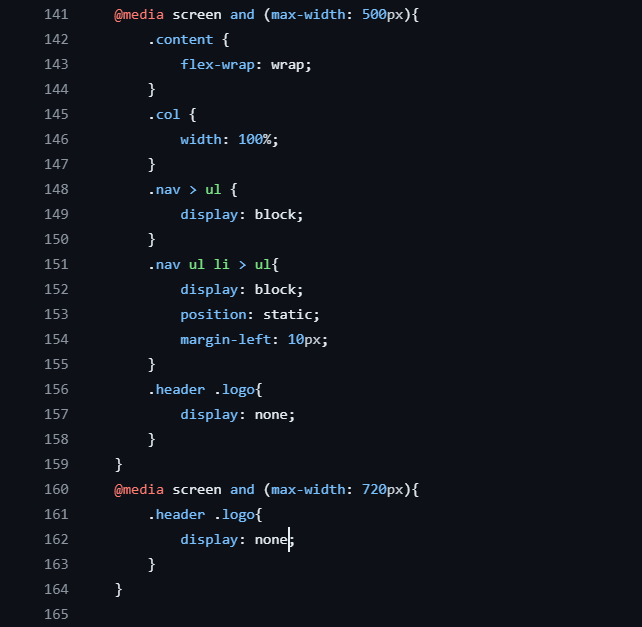 141 @media screen and (max-width: 500px){
142 .content {
143 flex-wrap: wrap;
144 }
145 .col {
146 width: 100%;
147 }
148 .nav > ul {
149 display: block;
150 }
151 .nav ul li > ul{
152 display: block;
153 position: static;
154 margin-left: 10px;
155 }
156 .header .logo{
157 display: none;
158 }
159 }
160 @media screen and (max-width: 720px){
161 .header .logo{
162 display: none;
163 }
164 }
165